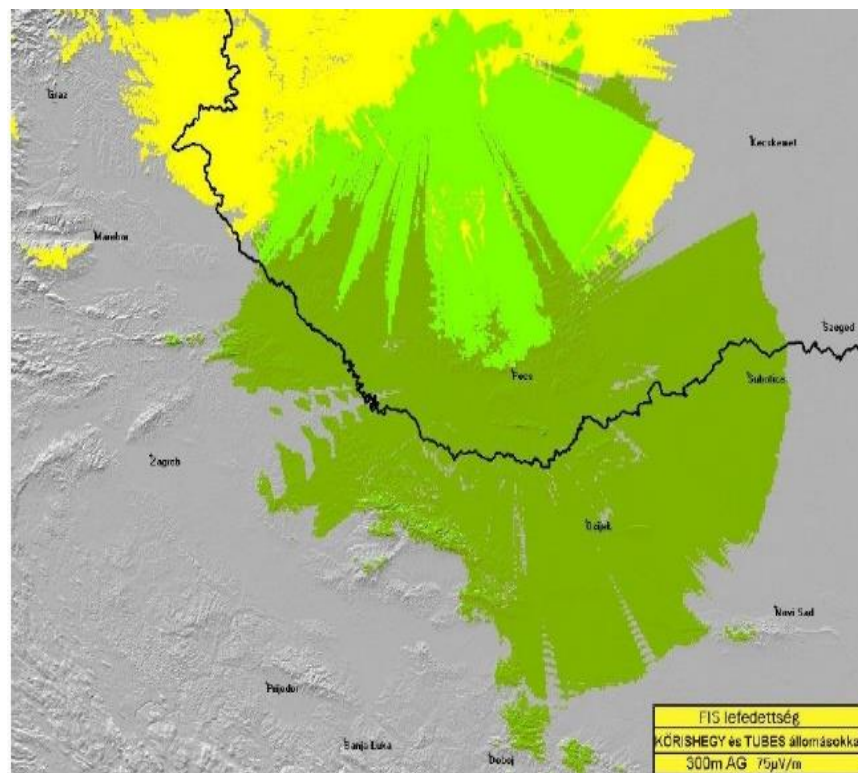 Graz
Kecskemet
Maribor
Szeged
Pecs
Subotica
Zagreb
Osijek
Novi Sad
Prijedor
Banja Luka
Doboj
FIS lefedettség
KŐRISHEGY és TUBES állomásokka
300m AG 75µV/m